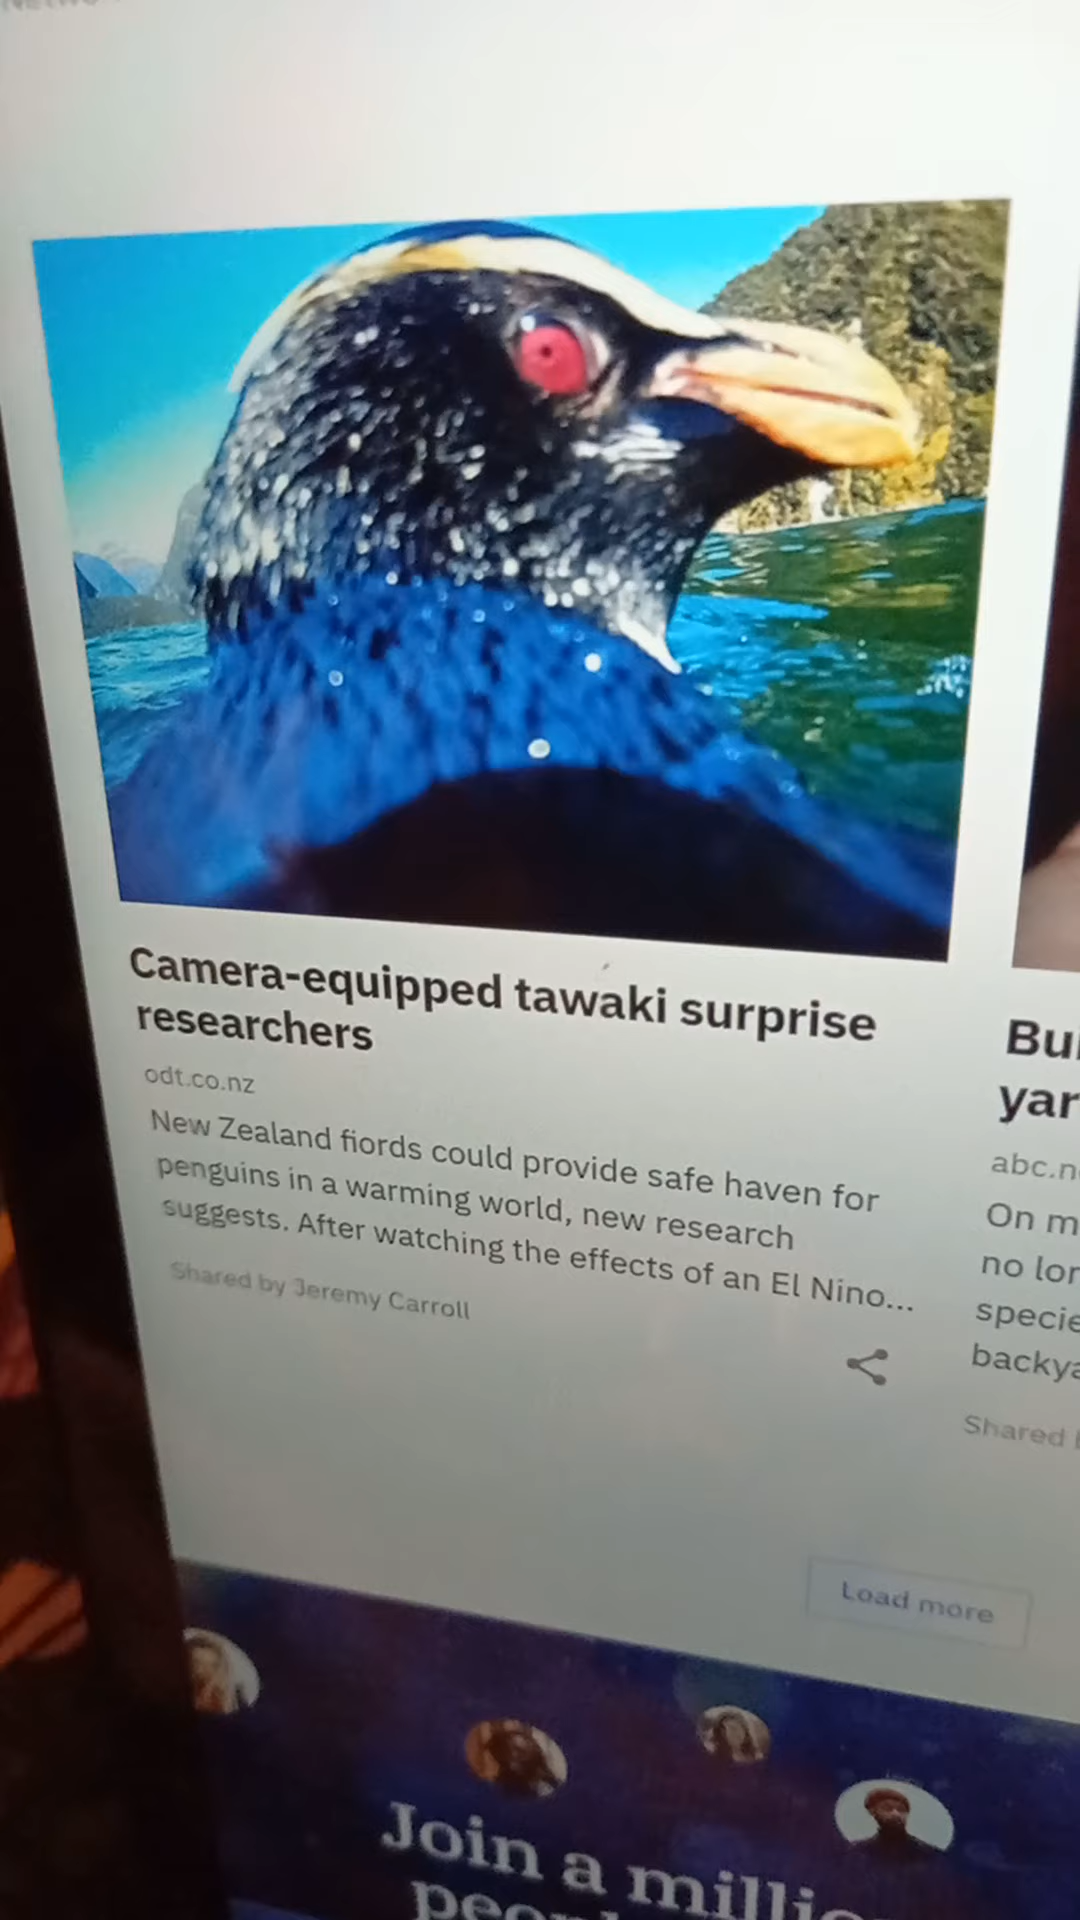 Camera-equipped tawaki surprise
researchers
odt.co.nz
New Zealand fiords could provide safe haven for
penguins in a warming world, new research
suggests. After watching the effects of an El Nino...
Shared by Jeremy Carroll
yar
abc.n
On m
no lor
specie
backya
Shared
Load more
Join a millio